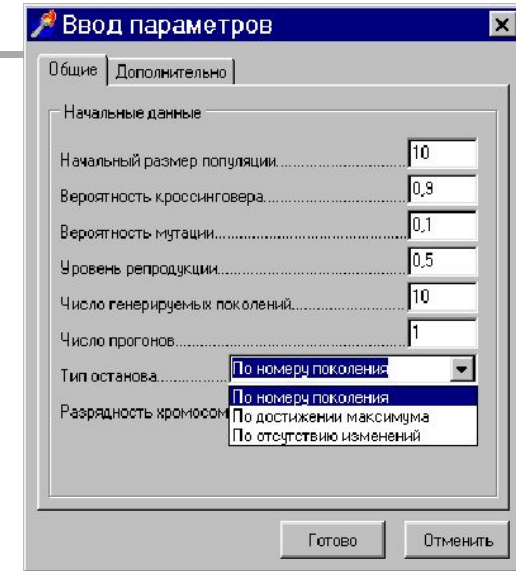 Ввод параметров
Общие Дополнительно
Начальные данные
Начальный размер популяции 10
Вероятность кроссинговера 0,9
Вероятность мутации 0,1
Уровень репродукции 0,5
Число генерируемых поколений 10
Число прогонов 1
Тип останова По номеру поколения
По номеру поколения
Разрядность хромосом По достижении максимума
По отсутствию изменений
Готово Отменить